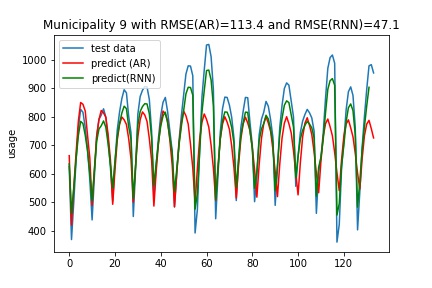 Municipality 9 with RMSE(AR)=113.4 and RMSE(RNN)=47.1
test data
predict (AR)
predict(RNN)
usage
1000
900
800
700
600
500
400
0 20 40 60 80 100 120